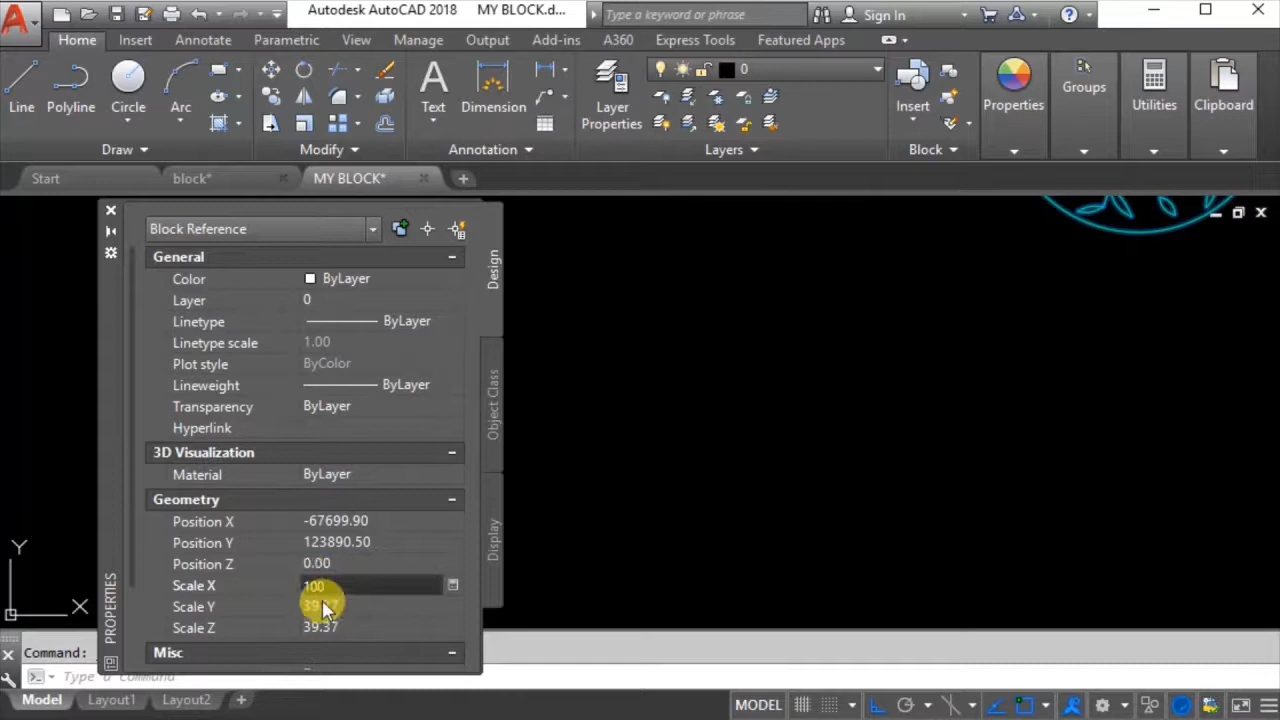 Autodesk AutoCAD 2018 MY BLOCK.d... Type a keyword or phrase Sign In
Home Insert Annotate Parametric View Manage Output Add-ins A360 Express Tools Featured Apps
0
Line Polyline Circle Arc Text Dimension Layer Properties Insert Properties Groups Utilities Clipboard
Draw Modify Annotation Layers Block
Start block* MY BLOCK* +
Block Reference
Design
General
Color ByLayer
Layer 0
Linetype ByLayer
Linetype scale 1.00
Plot style ByColor
Lineweight ByLayer
Transparency ByLayer
Hyperlink
Object Class
3D Visualization
Material ByLayer
Geometry
Position X -67699.90
Position Y 123890.50
Position Z 0.00
Display
Scale X 100
Scale Y
Scale Z 39.37
Misc
PROPERTIES
Y
X
Command:
Type a command
Model Layout1 Layout2 +
MODEL